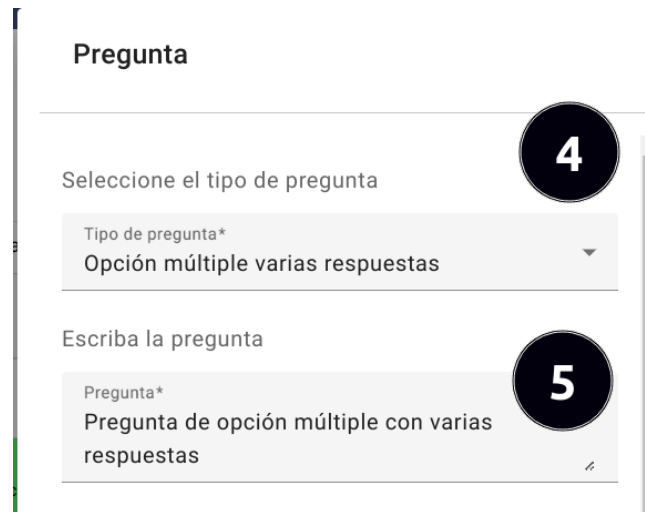 Pregunta
4
Seleccione el tipo de pregunta
Tipo de pregunta*
Opción múltiple varias respuestas
Escriba la pregunta
5
Pregunta*
Pregunta de opción múltiple con varias
respuestas